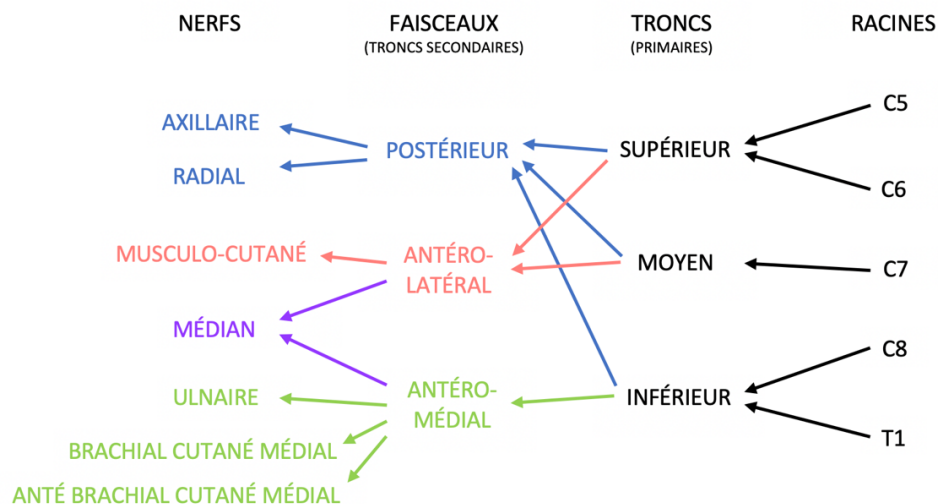 NERFS
FAISCEAUX
(TRONCS SECONDAIRES)
TRONCS
(PRIMAIRES)
RACINES
AXILLAIRE
RADIAL
POSTÉRIEUR
SUPÉRIEUR
C5
C6
MUSCULO-CUTANÉ
ANTÉRO-
LATÉRAL
MOYEN
C7
MÉDIAN
ULNAIRE
BRACHIAL CUTANÉ MÉDIAL
ANTÉ BRACHIAL CUTANÉ MÉDIAL
ANTÉRO-
MÉDIAL
INFÉRIEUR
C8
T1